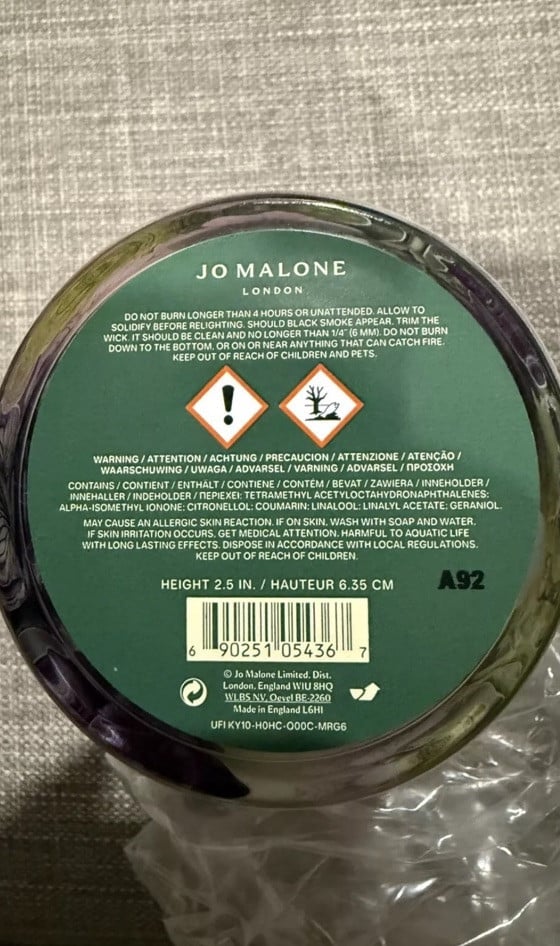 JO MALONE
LONDON
DO NOT BURN LONGER THAN 4 HOURS OR UNATTENDED. ALLOW TO
SOLIDIFY BEFORE RELIGHTING. SHOULD BLACK SMOKE APPEAR, TRIM THE
WICK. IT SHOULD BE CLEAN AND NO LONGER THAN 1/4" (6 MM). DO NOT BURN
DOWN TO THE BOTTOM, OR ON OR NEAR ANYTHING THAT CAN CATCH FIRE.
KEEP OUT OF REACH OF CHILDREN AND PETS.
WARNING / ATTENTION / ACHTUNG / PRECAUCION / ATTENZIONE / ATENÇÃO /
WAARSCHUWING / UWAGA / ADVARSEL / VARNING / ADVARSEL / ΠΡΟΣΟΧΗ
CONTAINS / CONTIENT / ENTHÄLT / CONTIENE / CONTÉM / BEVAT / ZAWIERA / INNEHOLDER /
INNEHALLER / INDEHOLDER / ΠΕΡΙΕΧΕΙ: TETRAMETHYL ACETYLOCTAHYDRONAPHTHALENES:
ALPHA-ISOMETHYL IONONE: CITRONELLOL: COUMARIN: LINALOOL: LINALYL ACETATE: GERANIOL.
MAY CAUSE AN ALLERGIC SKIN REACTION. IF ON SKIN, WASH WITH SOAP AND WATER.
IF SKIN IRRITATION OCCURS, GET MEDICAL ATTENTION. HARMFUL TO AQUATIC LIFE
WITH LONG LASTING EFFECTS. DISPOSE IN ACCORDANCE WITH LOCAL REGULATIONS.
KEEP OUT OF REACH OF CHILDREN.
HEIGHT 2.5 IN. / HAUTEUR 6.35 CM
A92
6 90251 05436 7
© Jo Malone Limited. Dist.
London, England W1U 8HQ
WLBS NV. Oevel BE-2260
Made in England L6H1
UFI KY10-H0HC-Q00C-MRG6